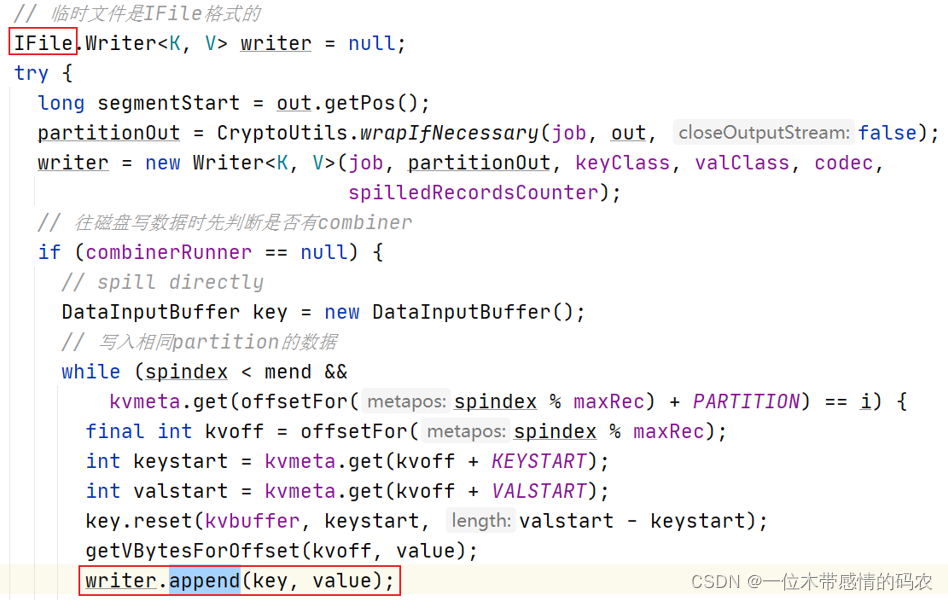 // 临时文件是IFile格式的
IFile.Writer<K, V> writer = null;
try {
long segmentStart = out.getPos();
partitionOut = CryptoUtils.wrapIfNecessary(job, out, closeOutputStream: false);
writer = new Writer<K, V>(job, partitionOut, keyClass, valClass, codec,
spilledRecordsCounter);
// 往磁盘写数据时先判断是否有combiner
if (combinerRunner == null) {
// spill directly
DataInputBuffer key = new DataInputBuffer();
// 写入相同partition的数据
while (spindex < mend &&
kvmeta.get(offsetFor( metapos: spindex % maxRec) + PARTITION) == i) {
final int kvoff = offsetFor( metapos: spindex % maxRec);
int keystart = kvmeta.get(kvoff + KEYSTART);
int valstart = kvmeta.get(kvoff + VALSTART);
key.reset(kvbuffer, keystart, length: valstart - keystart);
getVBytesForOffset(kvoff, value);
writer.append(key, value);
CSDN @一位木带感情的码农